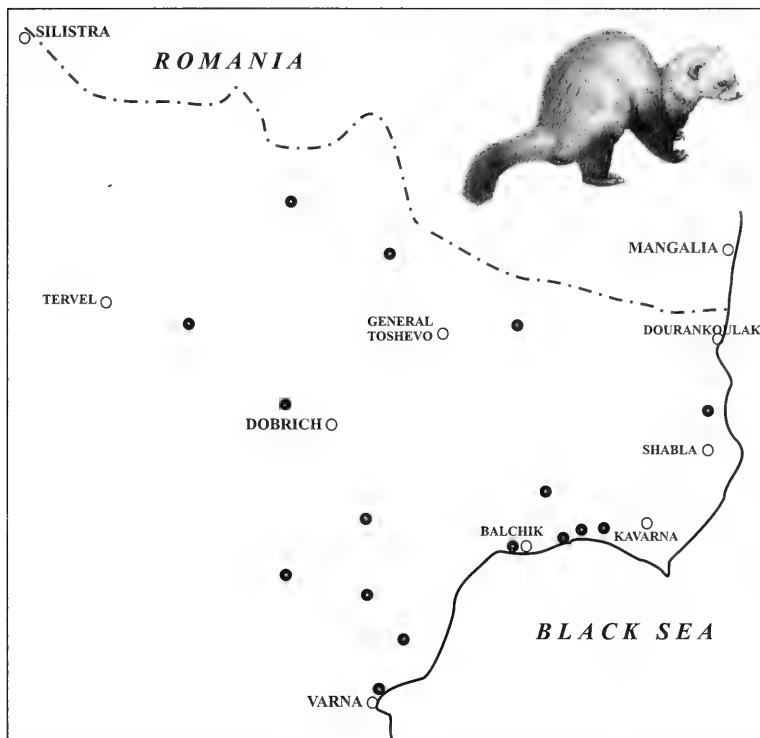 SILISTRA
ROMANIA
MANGALIA
TERVEL
GENERAL
TOSHEVO
DOURANKOULAK
DOBRICH
SHABLA
BALCHIK
KAVARNA
BLACK SEA
VARNA